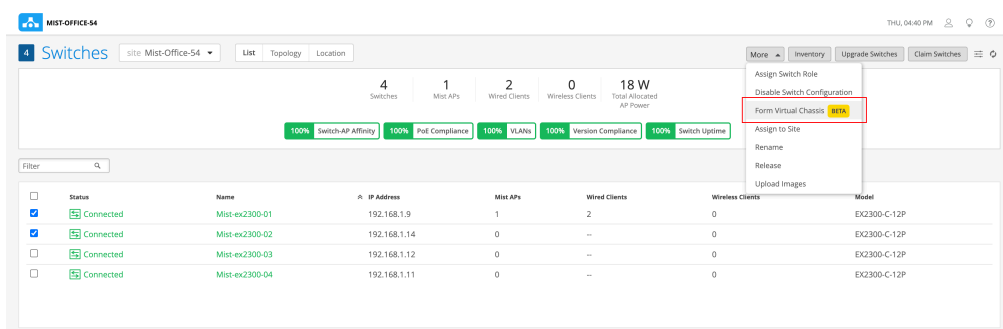 MIST-OFFICE-54 THU, 04:40 PM
4 Switches site Mist-Office-54 List Topology Location More Inventory Upgrade Switches Claim Switches
Assign Switch Role
Disable Switch Configuration
Form Virtual Chassis BETA
Assign to Site
Rename
Release
Upload Images
4 1 2 0 18 W
Switches Mist APs Wired Clients Wireless Clients Total Allocated
AP Power
100% Switch-AP Affinity 100% PoE Compliance 100% VLANs 100% Version Compliance 100% Switch Uptime
Filter
Status Name IP Address Mist APs Wired Clients Wireless Clients Model
Connected Mist-ex2300-01 192.168.1.9 1 2 0 EX2300-C-12P
Connected Mist-ex2300-02 192.168.1.14 0 -- 0 EX2300-C-12P
Connected Mist-ex2300-03 192.168.1.12 0 -- 0 EX2300-C-12P
Connected Mist-ex2300-04 192.168.1.11 0 -- 0 EX2300-C-12P